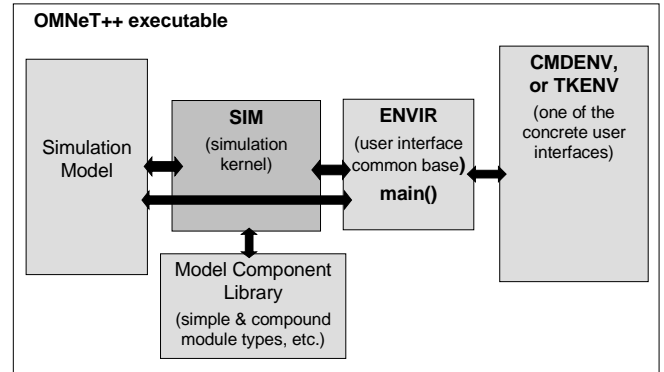 OMNeT++ executable
Simulation
Model
SIM
(simulation
kernel)
ENVIR
(user interface
common base)
main()
CMDENV,
or TKENV
(one of the
concrete user
interfaces)
Model Component
Library
(simple & compound
module types, etc.)